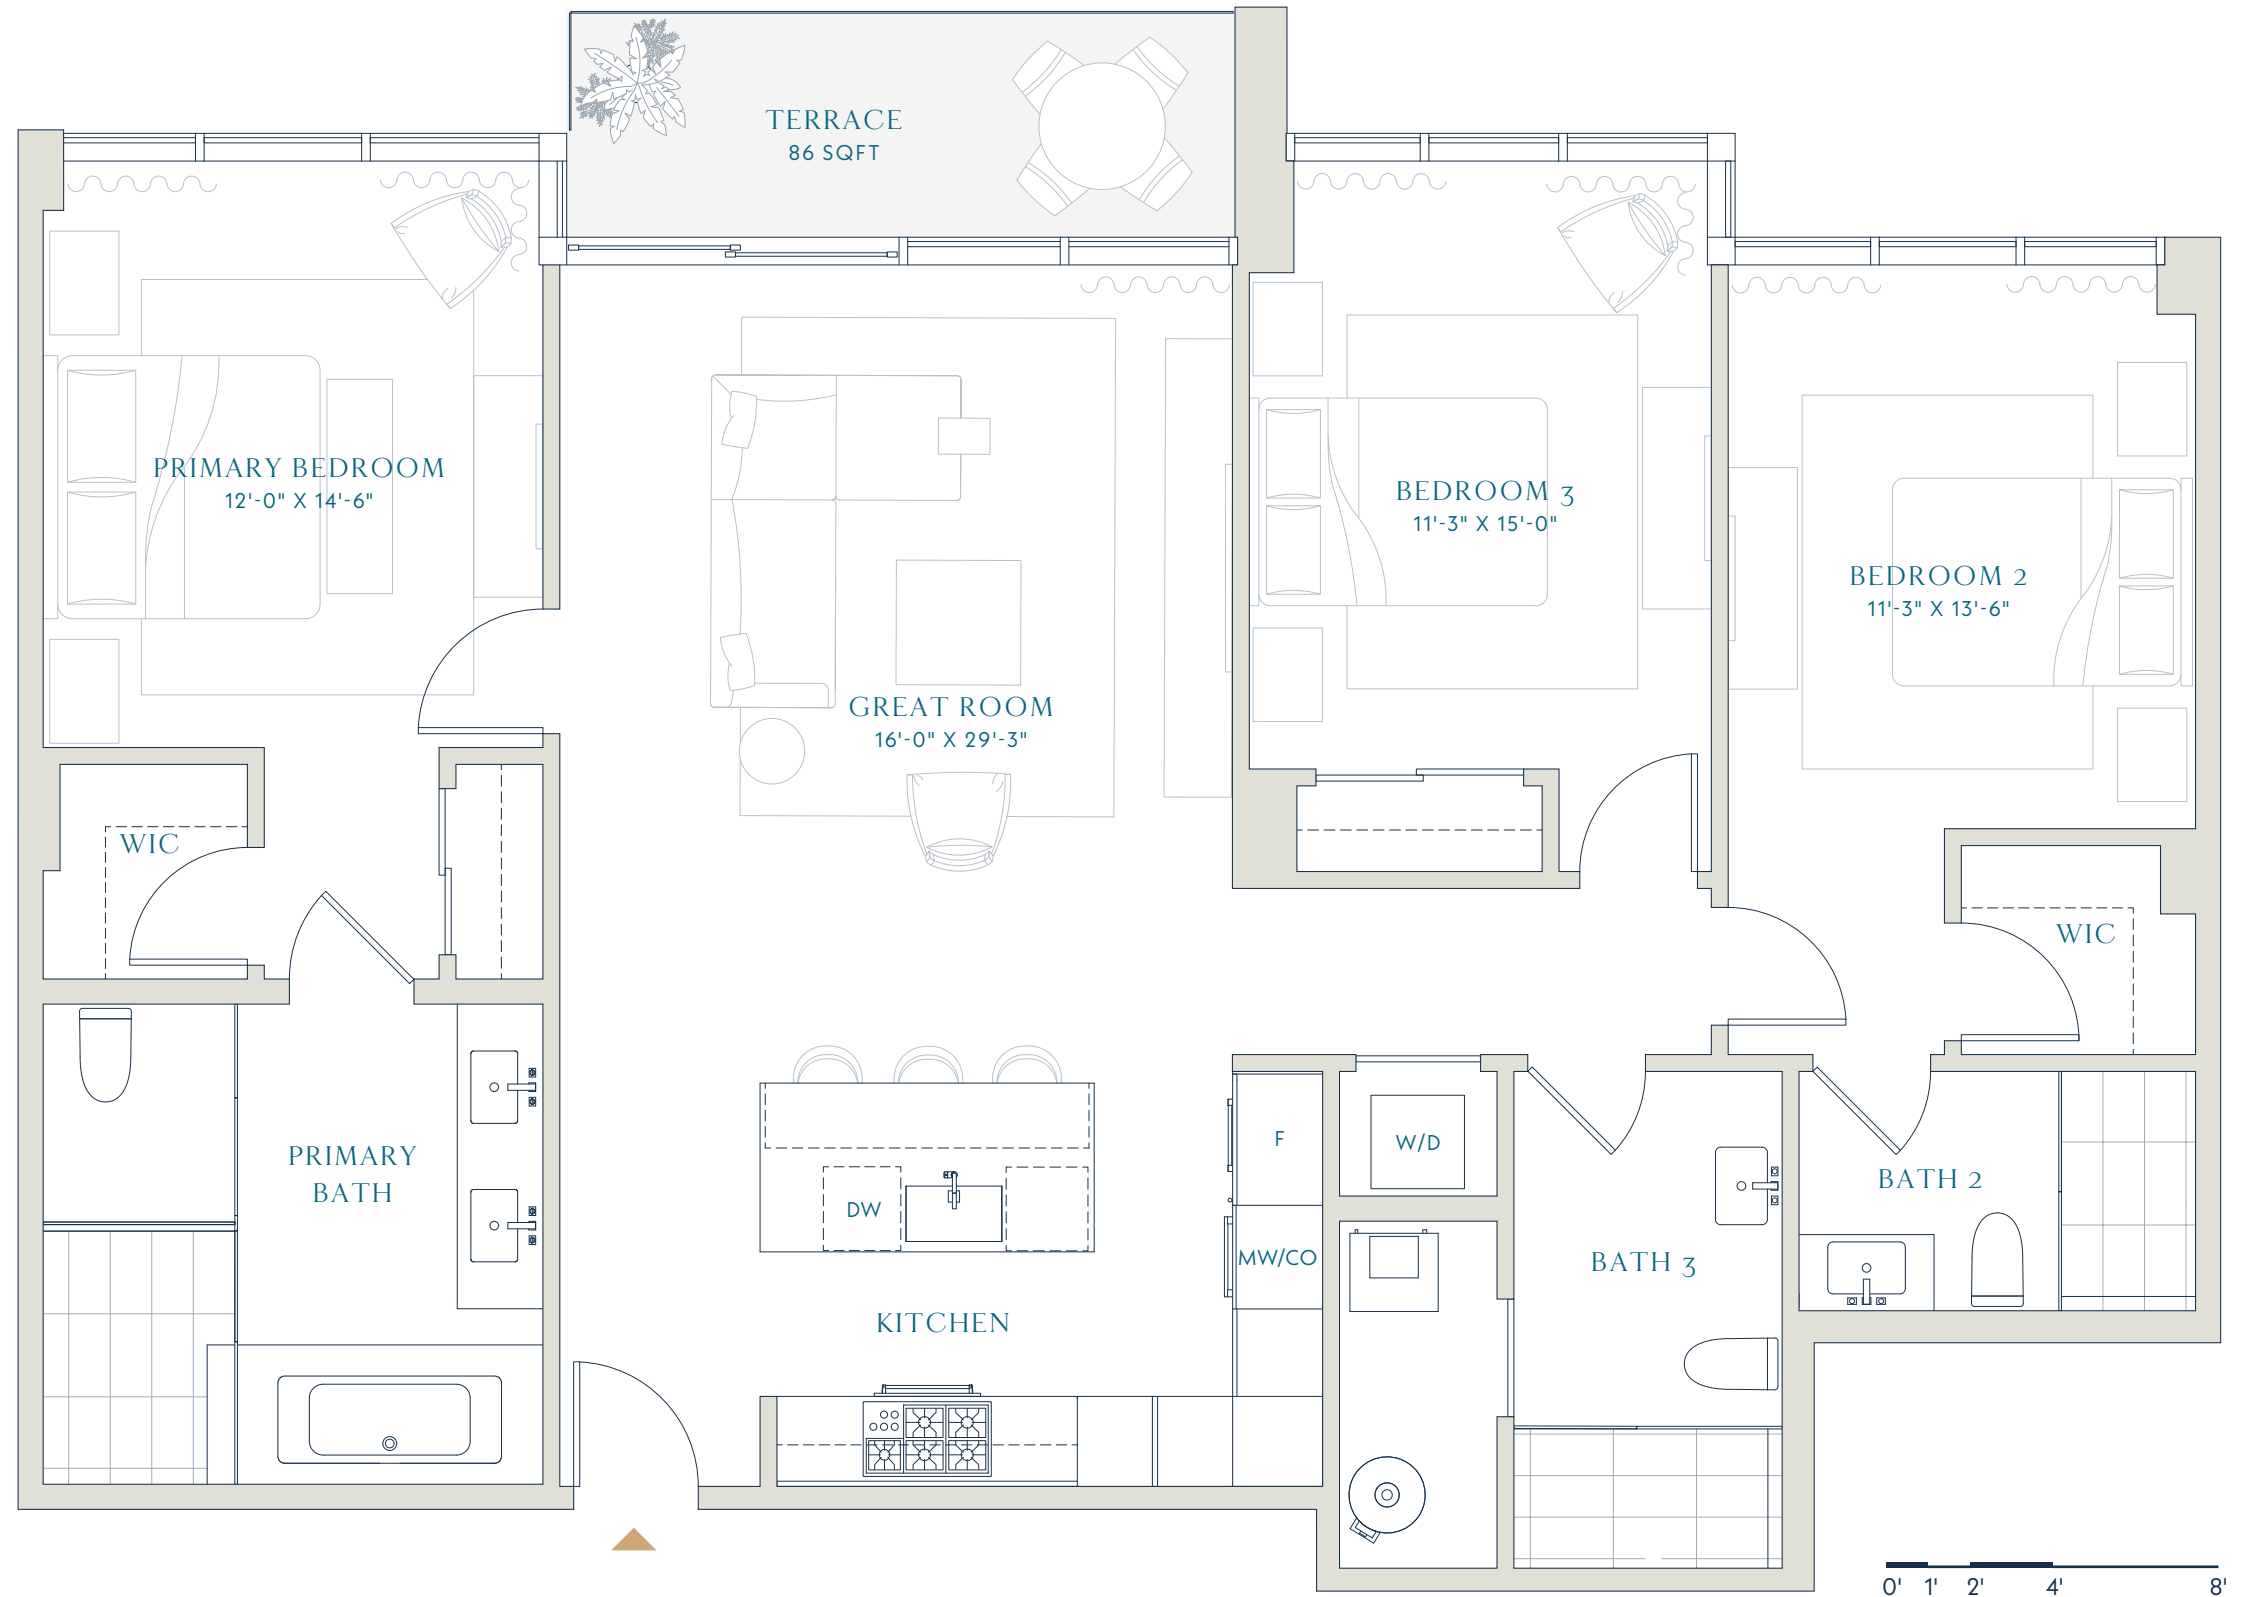 TERRACE
86 SQFT
PRIMARY BEDROOM
12'-0" X 14'-6"
BEDROOM 3
11'-3" X 15'-0"
BEDROOM 2
11'-3" X 13'-6"
GREAT ROOM
16'-0" X 29'-3"
WIC
WIC
PRIMARY
BATH
F
W/D
BATH 2
DW
MW/CO
BATH 3
KITCHEN
0' 1' 2' 4' 8'